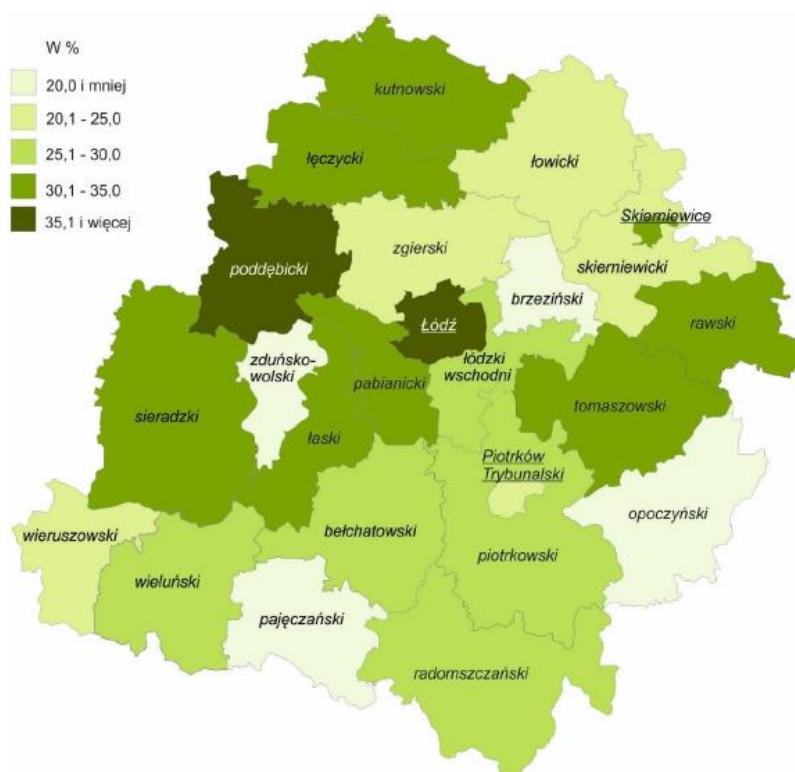 W %
20,0 i mniej
20,1 - 25,0
25,1 - 30,0
30,1 - 35,0
35,1 i więcej
kutnowski
łęczycki
łowicki
Skierniewice
zgierski
skierniewicki
poddębicki
brzeziński
Łódź
rawski
zduńsko-
wolski
łódzki
wschodni
pabianicki
tomaszowski
sieradzki
łaski
Piotrków
Trybunalski
opoczyński
wieruszowski
bełchatowski
piotrkowski
wieluński
pajęczański
radomszczański